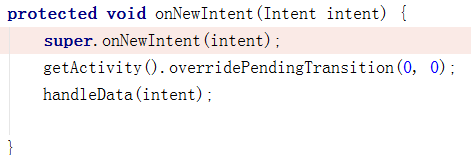 protected void onNewIntent(Intent intent) {
    super.onNewIntent(intent);
    getActivity().overridePendingTransition(0, 0);
    handleData(intent);
}